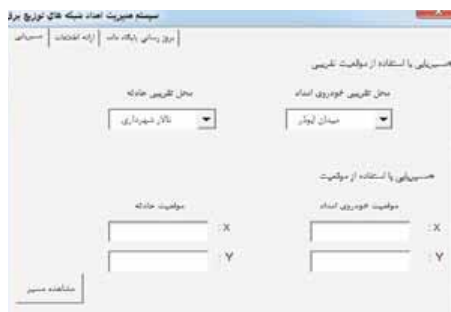 سیستم مدیریت امداد شبکه های توزیع برق
مسیریابی
ارائه اطلاعات
بروز رسانی پایگاه داده
مسیریابی با استفاده از موقعیت تقریبی
محل تقریبی خودروی امداد
محل تقریبی حادثه
میدان ابوذر
تالار شهرداری
مسیریابی با استفاده از موقعیت
موقعیت خودروی امداد
موقعیت حادثه
X :
X :
Y :
Y :
مشاهده مسیر